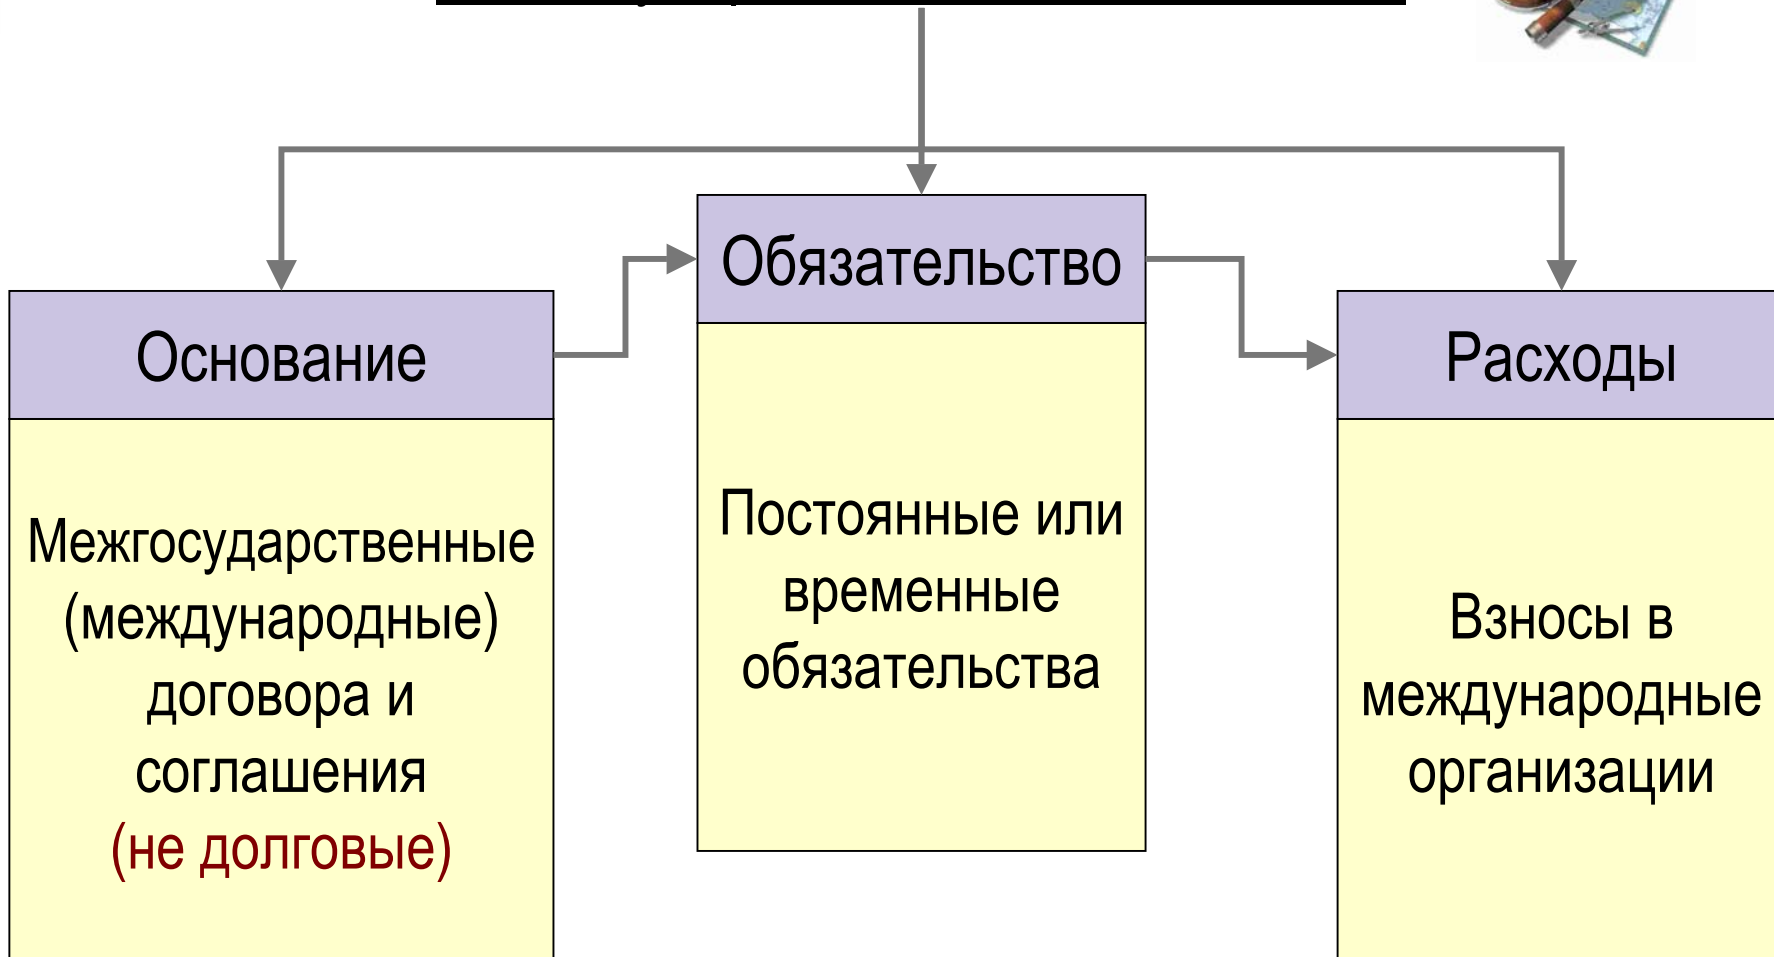 Обязательство
Основание
Расходы
Межгосударственные
(международные)
договора и
соглашения
(не долговые)
Постоянные или
временные
обязательства
Взносы в
международные
организации